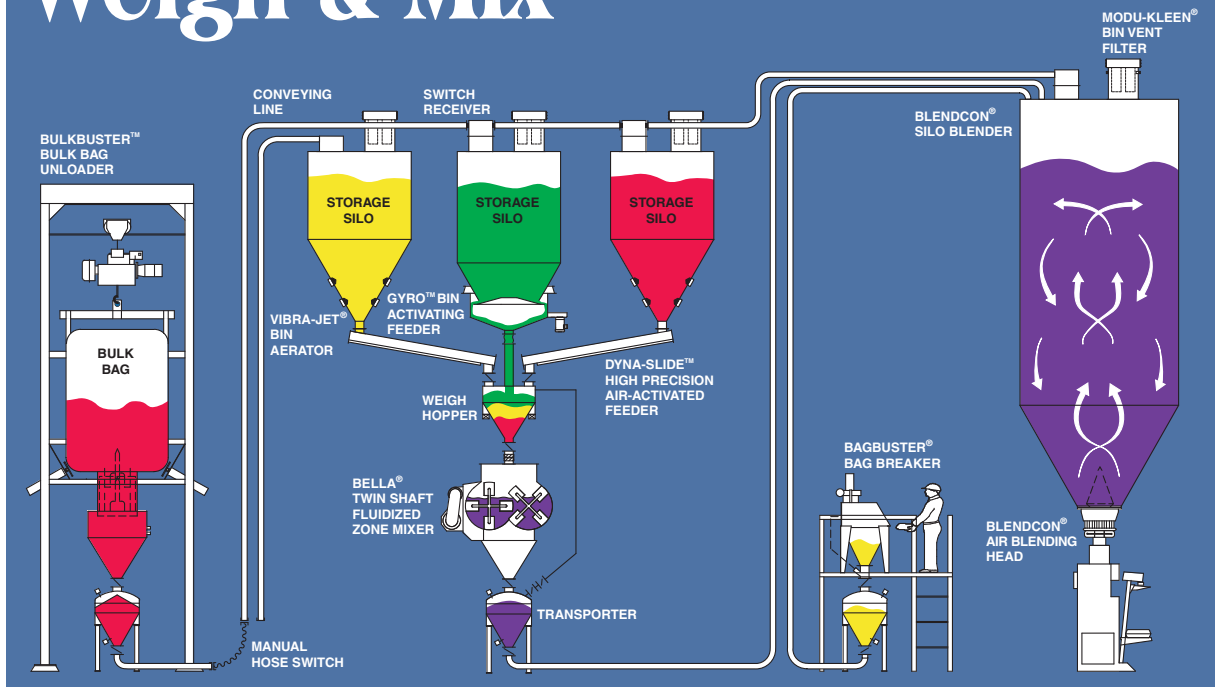 Weigh & Mix
MODU-KLEEN®
BIN VENT
FILTER
CONVEYING
LINE
SWITCH
RECEIVER
BLENDCON®
SILO BLENDER
BULKBUSTER™
BULK BAG
UNLOADER
STORAGE
SILO
STORAGE
SILO
STORAGE
SILO
GYRO™ BIN
ACTIVATING
FEEDER
VIBRA-JET®
BIN
AERATOR
BULK
BAG
DYNA-SLIDE™
HIGH PRECISION
AIR-ACTIVATED
FEEDER
WEIGH
HOPPER
BAGBUSTER®
BAG BREAKER
BELLA®
TWIN SHAFT
FLUIDIZED
ZONE MIXER
BLENDCON®
AIR BLENDING
HEAD
TRANSPORTER
MANUAL
HOSE SWITCH